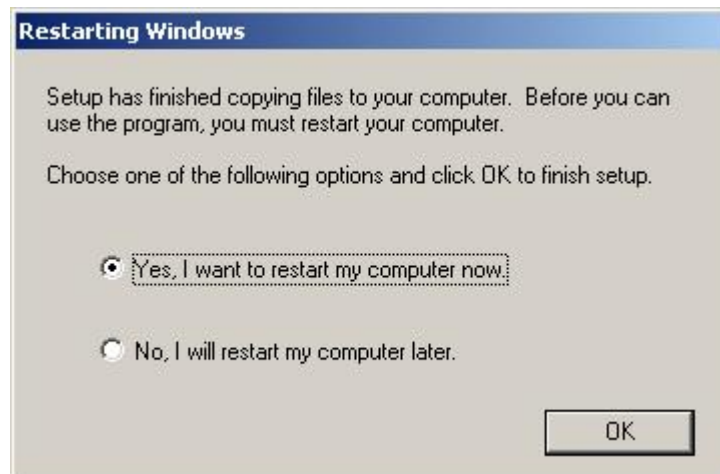 Restarting Windows
Setup has finished copying files to your computer.  Before you can
use the program, you must restart your computer.
Choose one of the following options and click OK to finish setup.
Yes, I want to restart my computer now.
No, I will restart my computer later.
OK